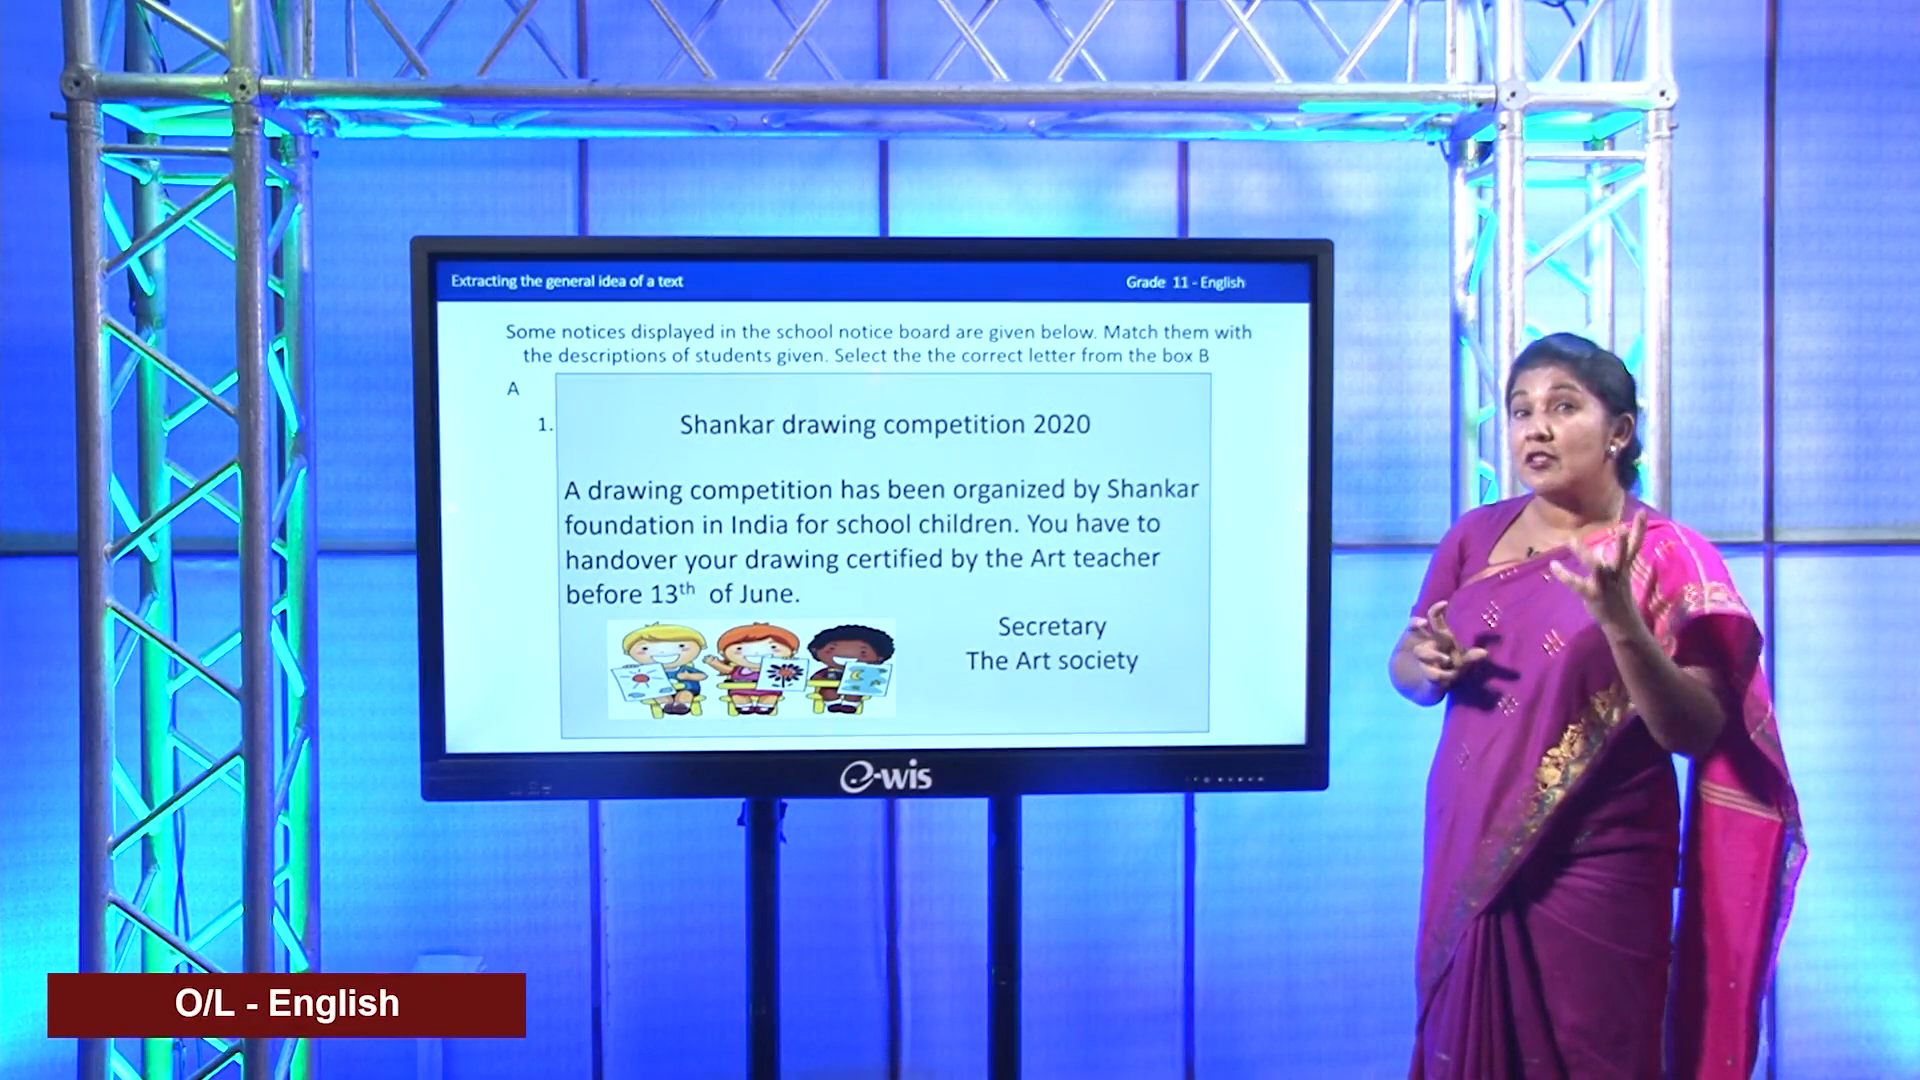 Extracting the general idea of a text
Grade 11 - English
Some notices displayed in the school notice board are given below. Match them with
the descriptions of students given. Select the the correct letter from the box B
A
1.
Shankar drawing competition 2020
A drawing competition has been organized by Shankar
foundation in India for school children. You have to
handover your drawing certified by the Art teacher
before 13th of June.
Secretary
The Art society
e-wis
O/L - English